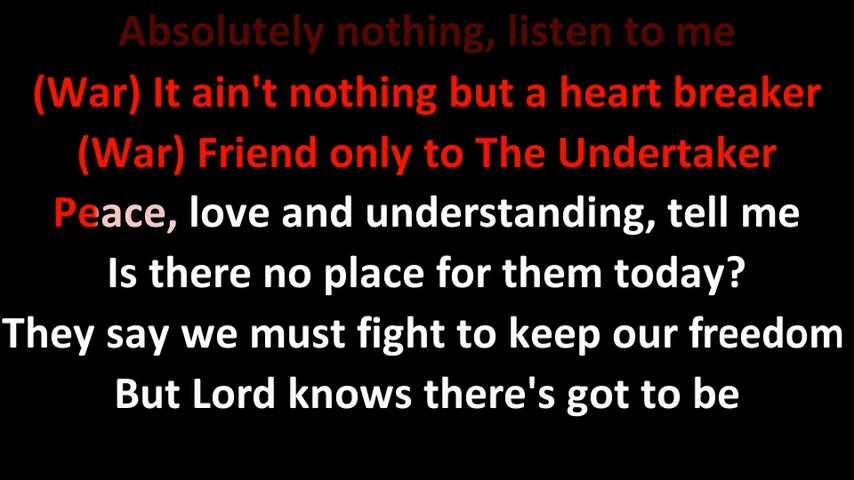 Absolutely nothing, listen to me
(War) It ain't nothing but a heart breaker
(War) Friend only to The Undertaker
Peace, love and understanding, tell me
Is there no place for them today?
They say we must fight to keep our freedom
But Lord knows there's got to be